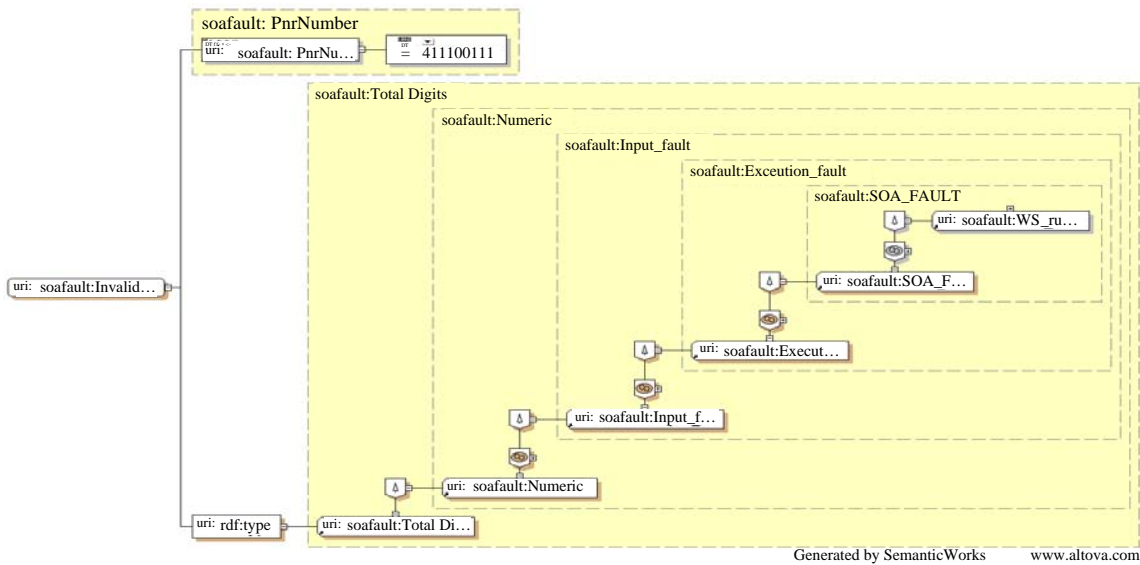 soafault: PnrNumber
uri: soafault: PnrNu...
DT = 411100111
soafault:Total Digits
soafault:Numeric
soafault:Input_fault
soafault:Exceution_fault
soafault:SOA_FAULT
uri: soafault:WS_ru...
uri: soafault:Invalid...
uri: soafault:SOA_F...
uri: soafault:Execut...
uri: soafault:Input_f...
uri: soafault:Numeric
uri: rdf:type
uri: soafault:Total Di...
Generated by SemanticWorks www.altova.com